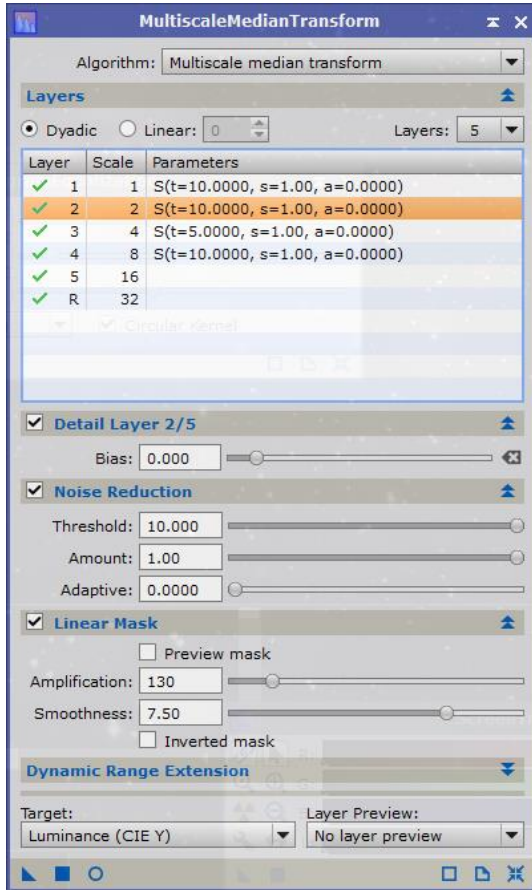 MultiscaleMedianTransform
Algorithm: Multiscale median transform
Layers
Dyadic Linear: 0 Layers: 5
Layer Scale Parameters
1 1 S(t=10.0000, s=1.00, a=0.0000)
2 2 S(t=10.0000, s=1.00, a=0.0000)
3 4 S(t=5.0000, s=1.00, a=0.0000)
4 8 S(t=10.0000, s=1.00, a=0.0000)
5 16
R 32
Circular Kernel
Detail Layer 2/5
Bias: 0.000
Noise Reduction
Threshold: 10.000
Amount: 1.00
Adaptive: 0.0000
Linear Mask
Preview mask
Amplification: 130
Smoothness: 7.50
Inverted mask
Dynamic Range Extension
Target: Layer Preview:
Luminance (CIE Y) No layer preview